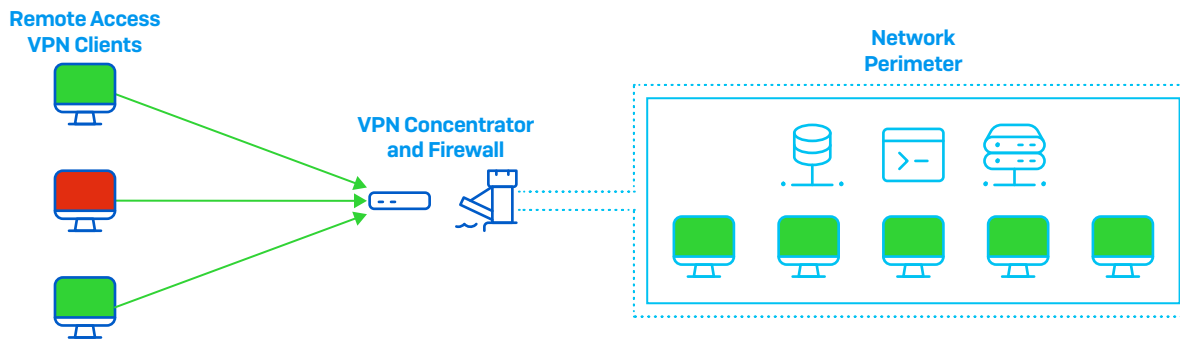 Remote Access
VPN Clients
VPN Concentrator
and Firewall
Network
Perimeter